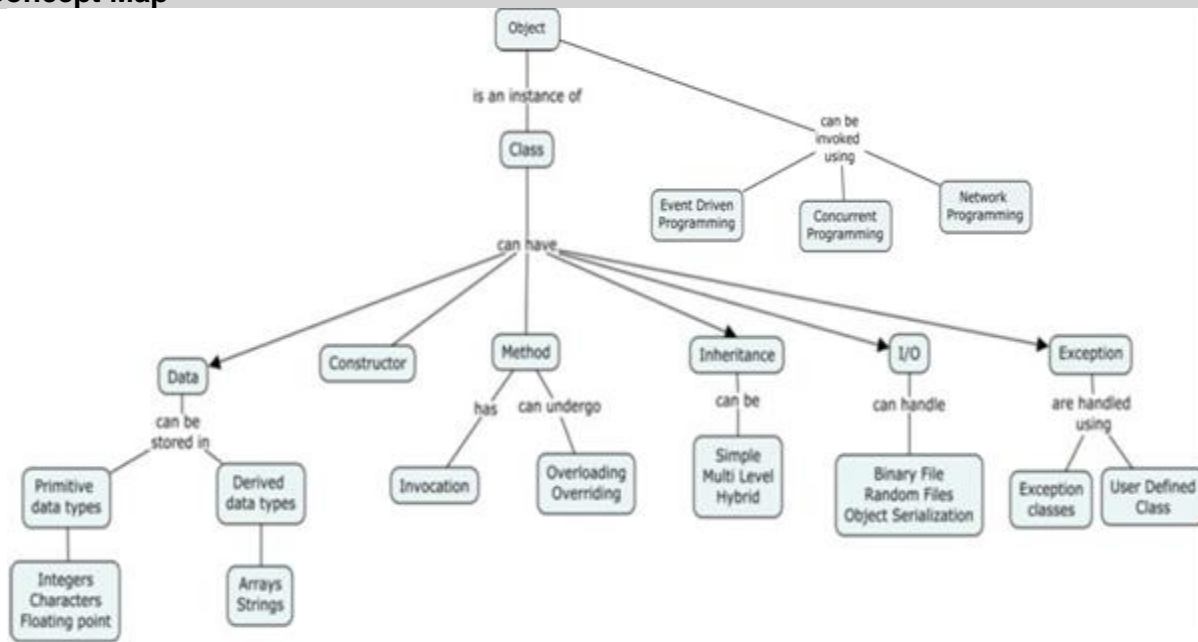 Concept Map
Object
is an instance of
Class
can be
invoked
using
Event Driven
Programming
Concurrent
Programming
Network
Programming
can have
Data
Constructor
Method
Inheritance
I/O
Exception
can be
stored in
has
can undergo
can be
can handle
are handled
using
Primitive
data types
Derived
data types
Invocation
Overloading
Overriding
Simple
Multi Level
Hybrid
Binary File
Random Files
Object Serialization
Exception
classes
User Defined
Class
Integers
Characters
Floating point
Arrays
Strings